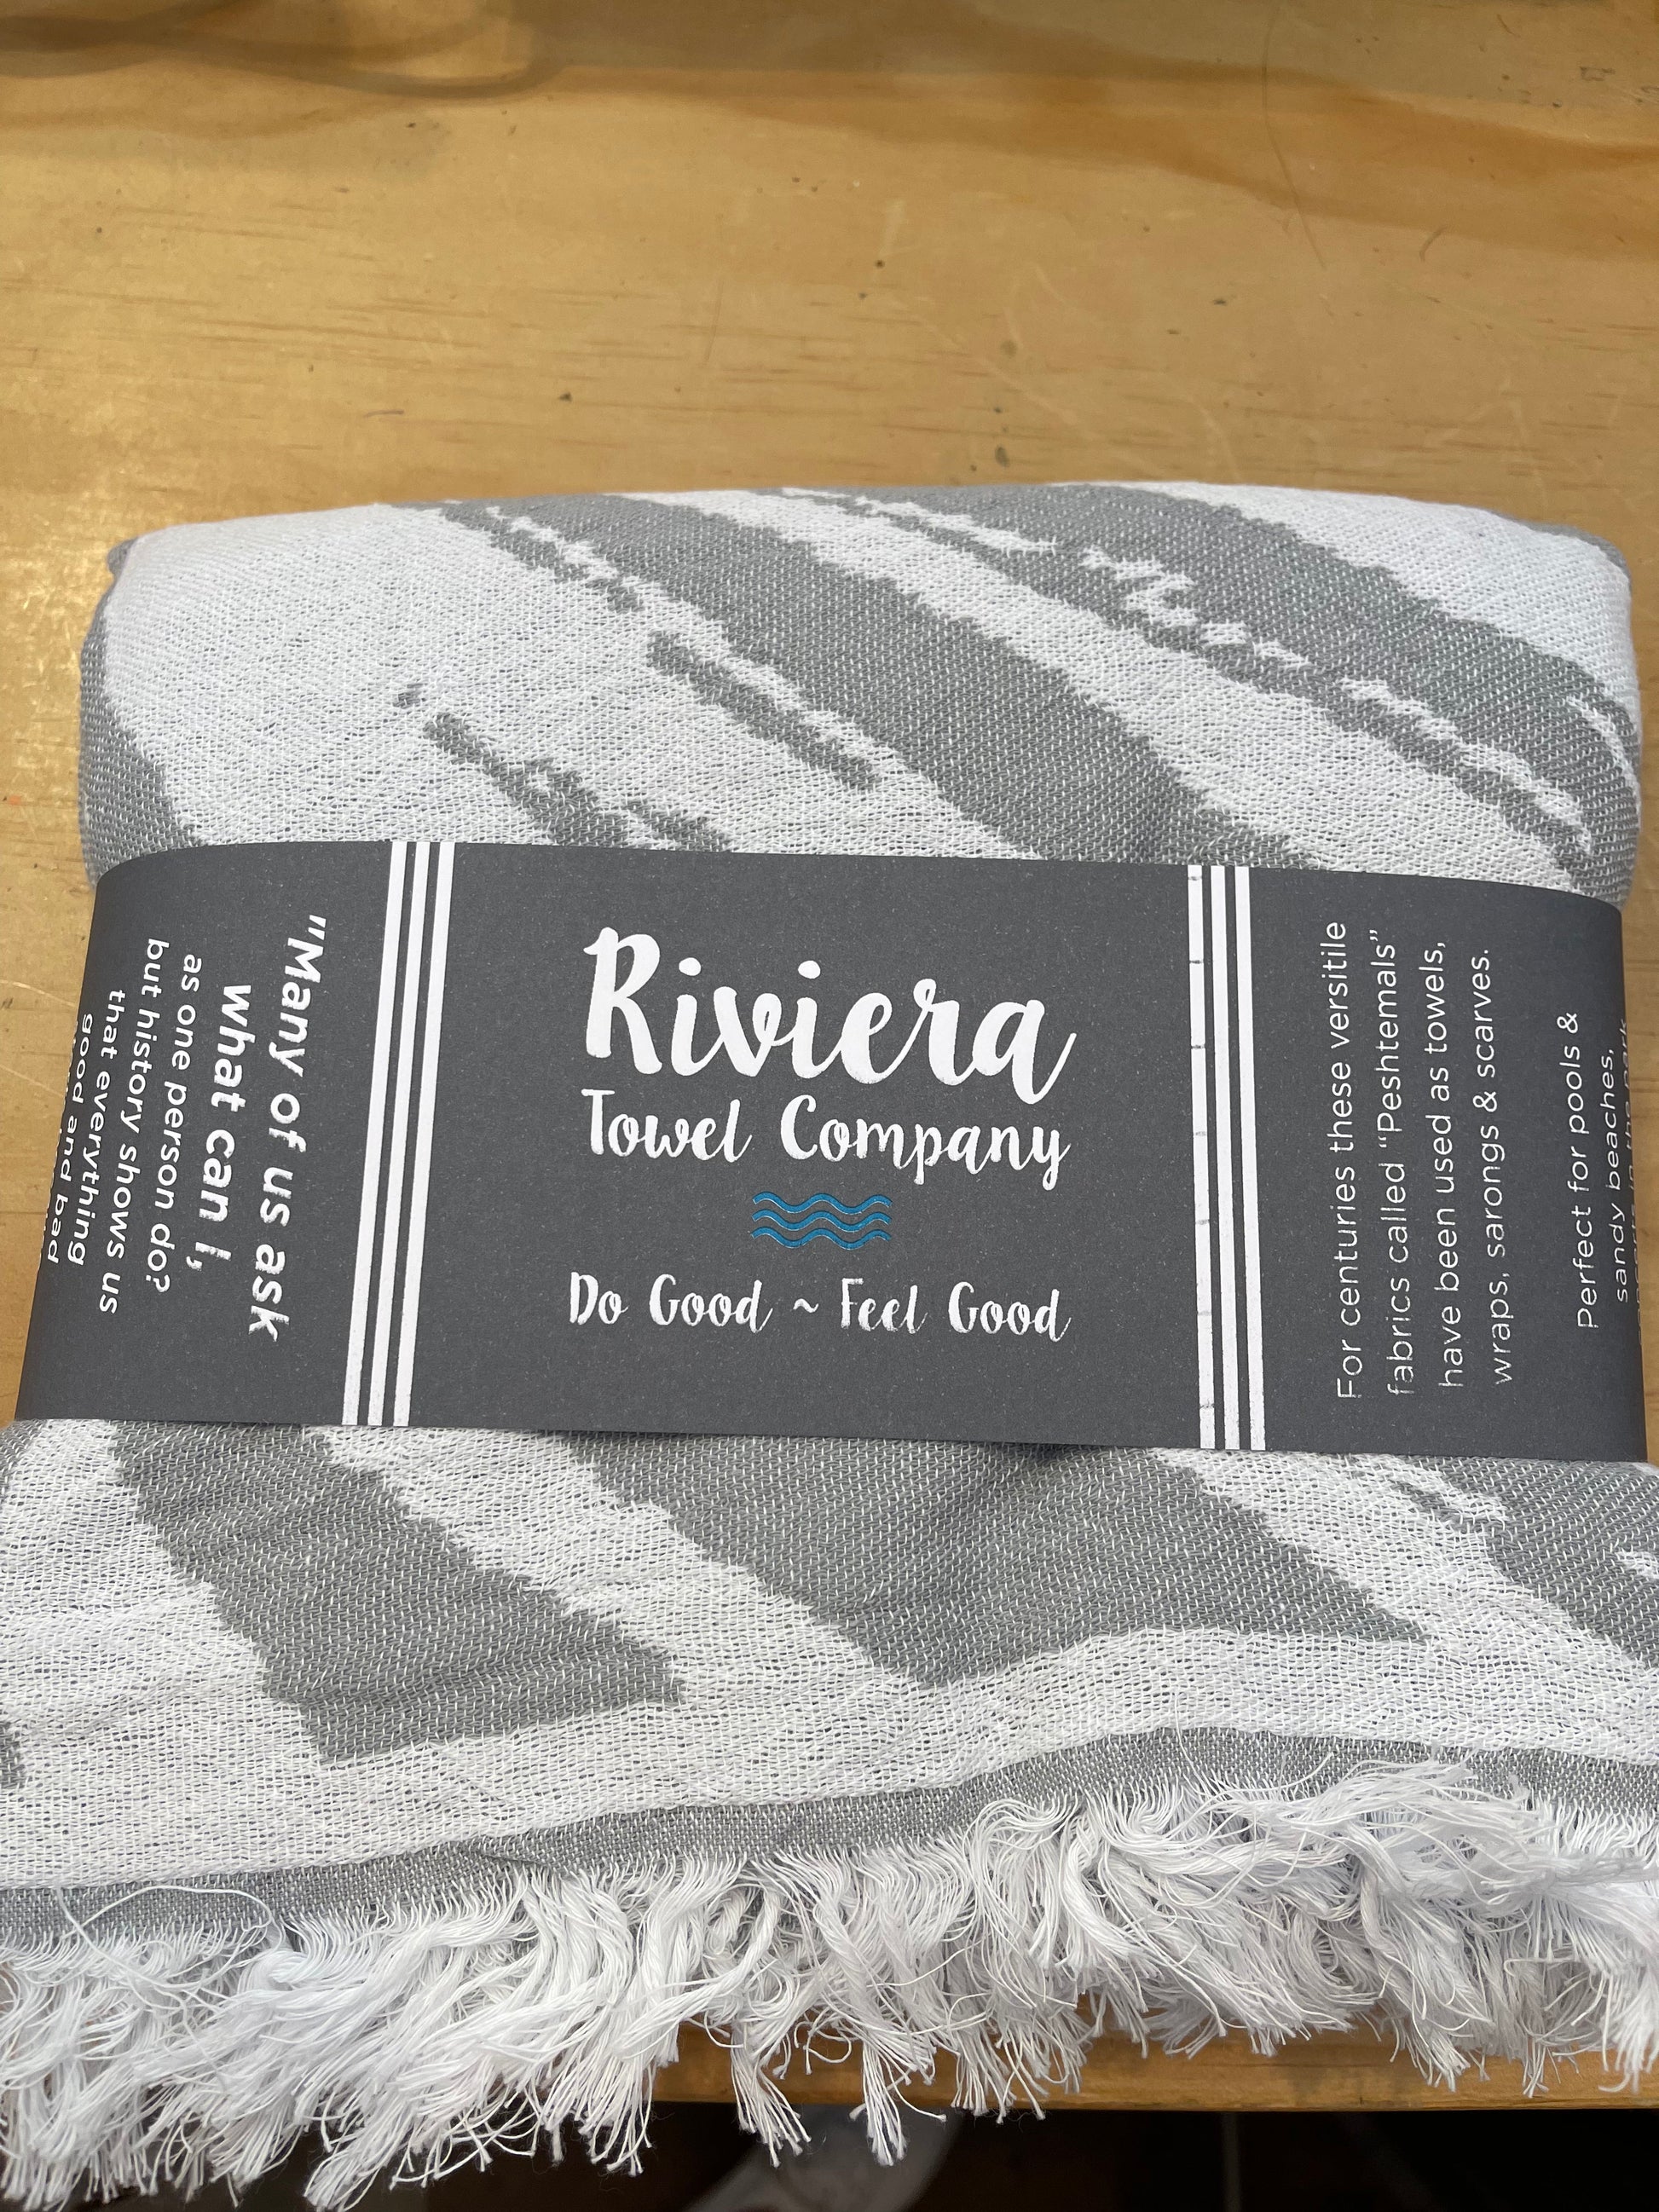 "Many of us ask
what can I,
as one person do?
but history shows us
that everything
good and bad
Riviera
Towel Company
Do Good ~ Feel Good
For centuries these versitile
fabrics called “Peshtemals”
have been used as towels,
wraps, sarongs & scarves.
Perfect for pools &
sandy beaches,